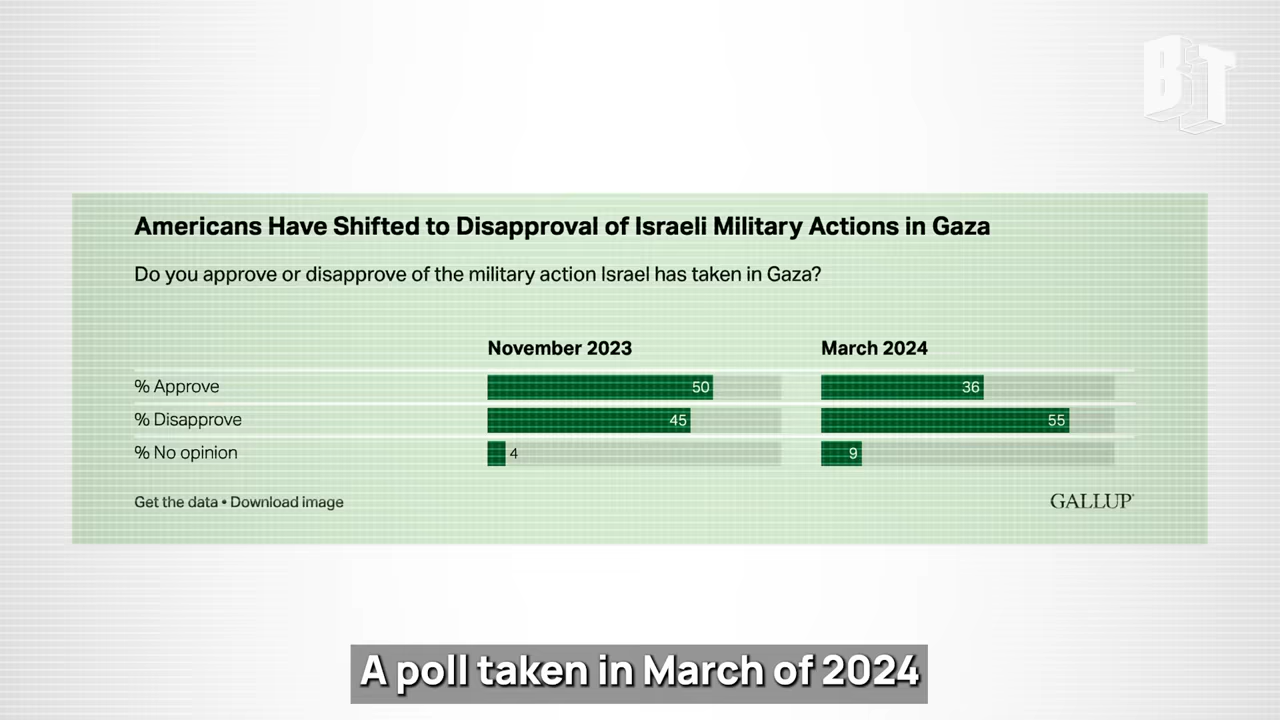 BT
Americans Have Shifted to Disapproval of Israeli Military Actions in Gaza
Do you approve or disapprove of the military action Israel has taken in Gaza?
November 2023 March 2024
% Approve 50 36
% Disapprove 45 55
% No opinion 4 9
Get the data • Download image GALLUP
A poll taken in March of 2024